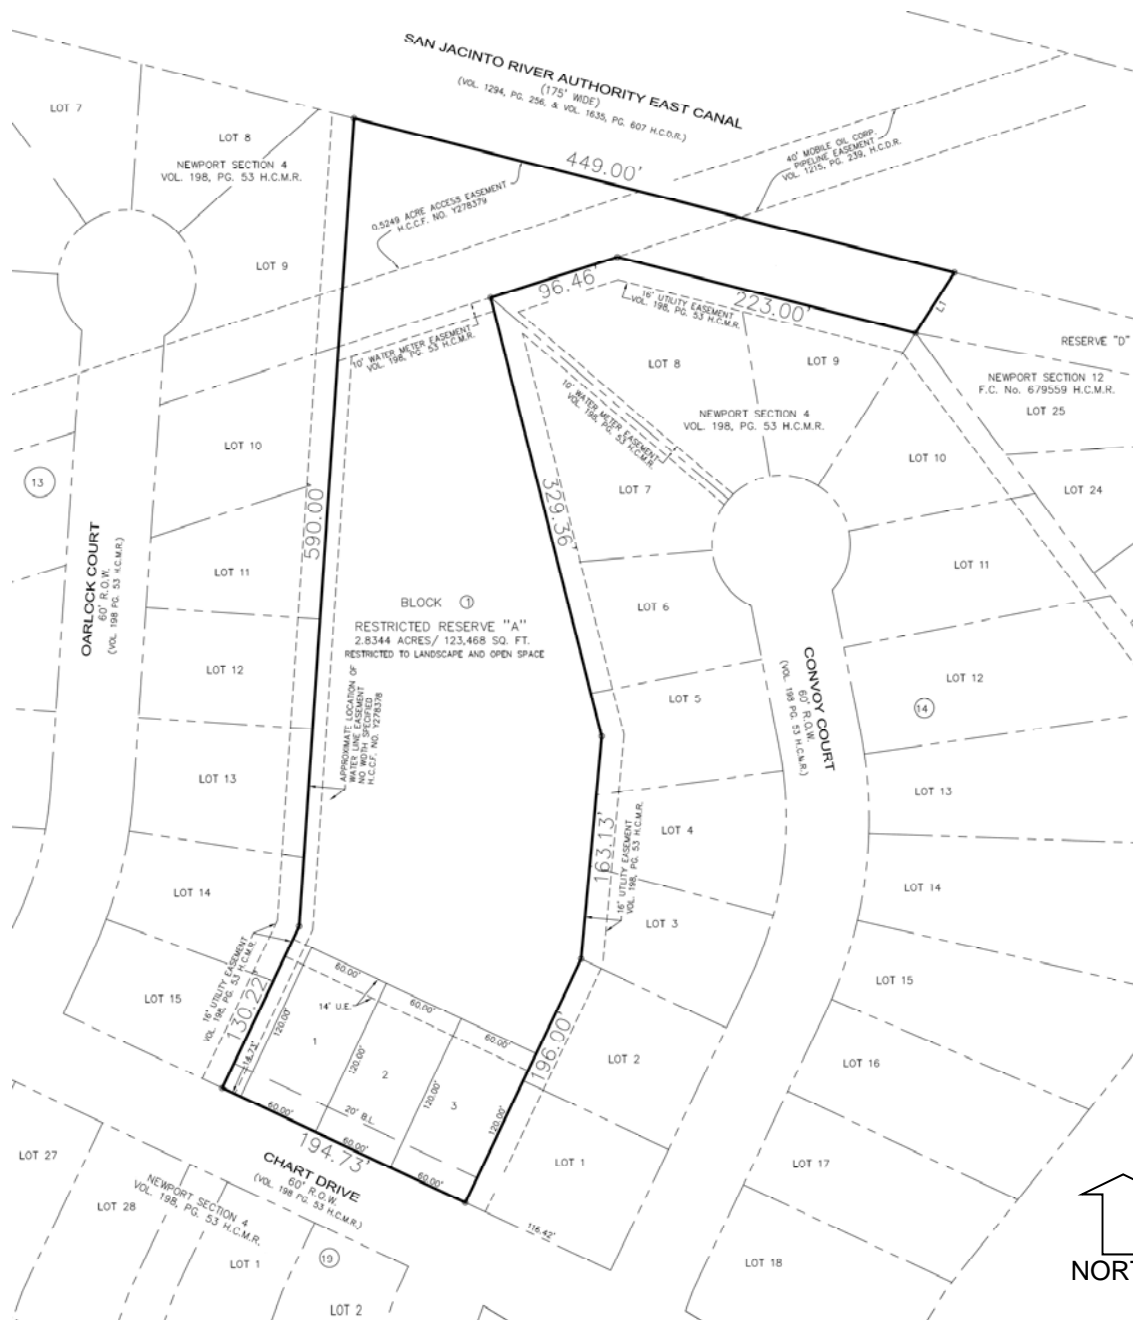 SAN JACINTO RIVER AUTHORITY EAST CANAL
(175' WIDE)
(VOL. 1294, PG. 256, & VOL. 1635, PG. 607 H.C.D.R.)
449.00'
40' MOBILE OIL CORP.
PIPELINE EASEMENT
VOL. 1215, PG. 239, H.C.D.R.
LOT 7
LOT 8
NEWPORT SECTION 4
VOL. 198, PG. 53 H.C.M.R.
0.5249 ACRE ACCESS EASEMENT
H.C.C.F. NO. Y278379
LOT 9
96.46'
16' UTILITY EASEMENT
VOL. 198, PG. 53 H.C.M.R.
223.00'
L1
RESERVE "D"
10' WATER METER EASEMENT
VOL. 198, PG. 53 H.C.M.R.
LOT 8
LOT 9
NEWPORT SECTION 12
F.C. No. 679559 H.C.M.R.
LOT 25
10' WATER METER EASEMENT
VOL. 198, PG. 53 H.C.M.R.
NEWPORT SECTION 4
VOL. 198, PG. 53 H.C.M.R.
LOT 10
LOT 10
13
LOT 7
LOT 24
590.00'
329.36'
OARLOCK COURT
60' R.O.W.
(VOL. 198 PG. 53 H.C.M.R.)
LOT 11
LOT 11
BLOCK 1
RESTRICTED RESERVE "A"
2.8344 ACRES/ 123,468 SQ. FT.
RESTRICTED TO LANDSCAPE AND OPEN SPACE
LOT 6
LOT 12
LOT 5
CONVOY COURT
60' R.O.W.
(VOL. 198 PG. 53 H.C.M.R.)
LOT 12
14
APPROXIMATE LOCATION OF
WATER LINE EASEMENT
NO WIDTH SPECIFIED
H.C.C.F. NO. Y278378
LOT 13
LOT 13
163.13'
16' UTILITY EASEMENT
VOL. 198, PG. 53 H.C.M.R.
LOT 4
LOT 14
LOT 14
LOT 3
16' UTILITY EASEMENT
VOL. 198, PG. 53 H.C.M.R.
LOT 15
130.22'
60.00'
14' U.E.
60.00'
60.00'
LOT 15
14.73'
120.00'
1
120.00'
2
120.00'
3
120.00'
196.00'
LOT 2
LOT 16
20' B.L.
60.00'
60.00'
60.00'
194.73'
LOT 1
LOT 17
CHART DRIVE
60' R.O.W.
(VOL. 198 PG. 53 H.C.M.R.)
116.42'
LOT 27
NEWPORT SECTION 4
VOL. 198, PG. 53 H.C.M.R.
LOT 28
19
LOT 1
LOT 2
LOT 18
NORT